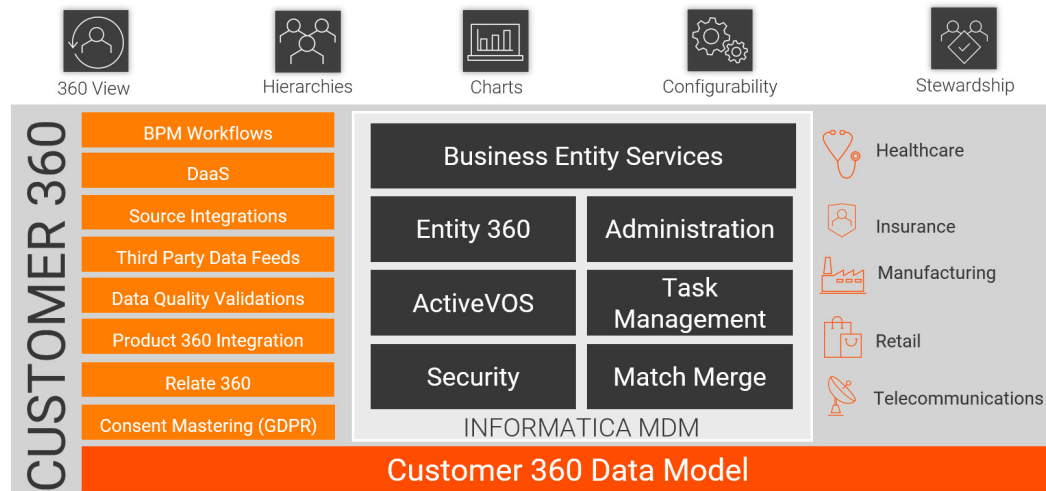 360 View
Hierarchies
Charts
Configurability
Stewardship
CUSTOMER 360
BPM Workflows
DaaS
Source Integrations
Third Party Data Feeds
Data Quality Validations
Product 360 Integration
Relate 360
Consent Mastering (GDPR)
Business Entity Services
Entity 360
Administration
ActiveVOS
Task
Management
Security
Match Merge
INFORMATICA MDM
Healthcare
Insurance
Manufacturing
Retail
Telecommunications
Customer 360 Data Model